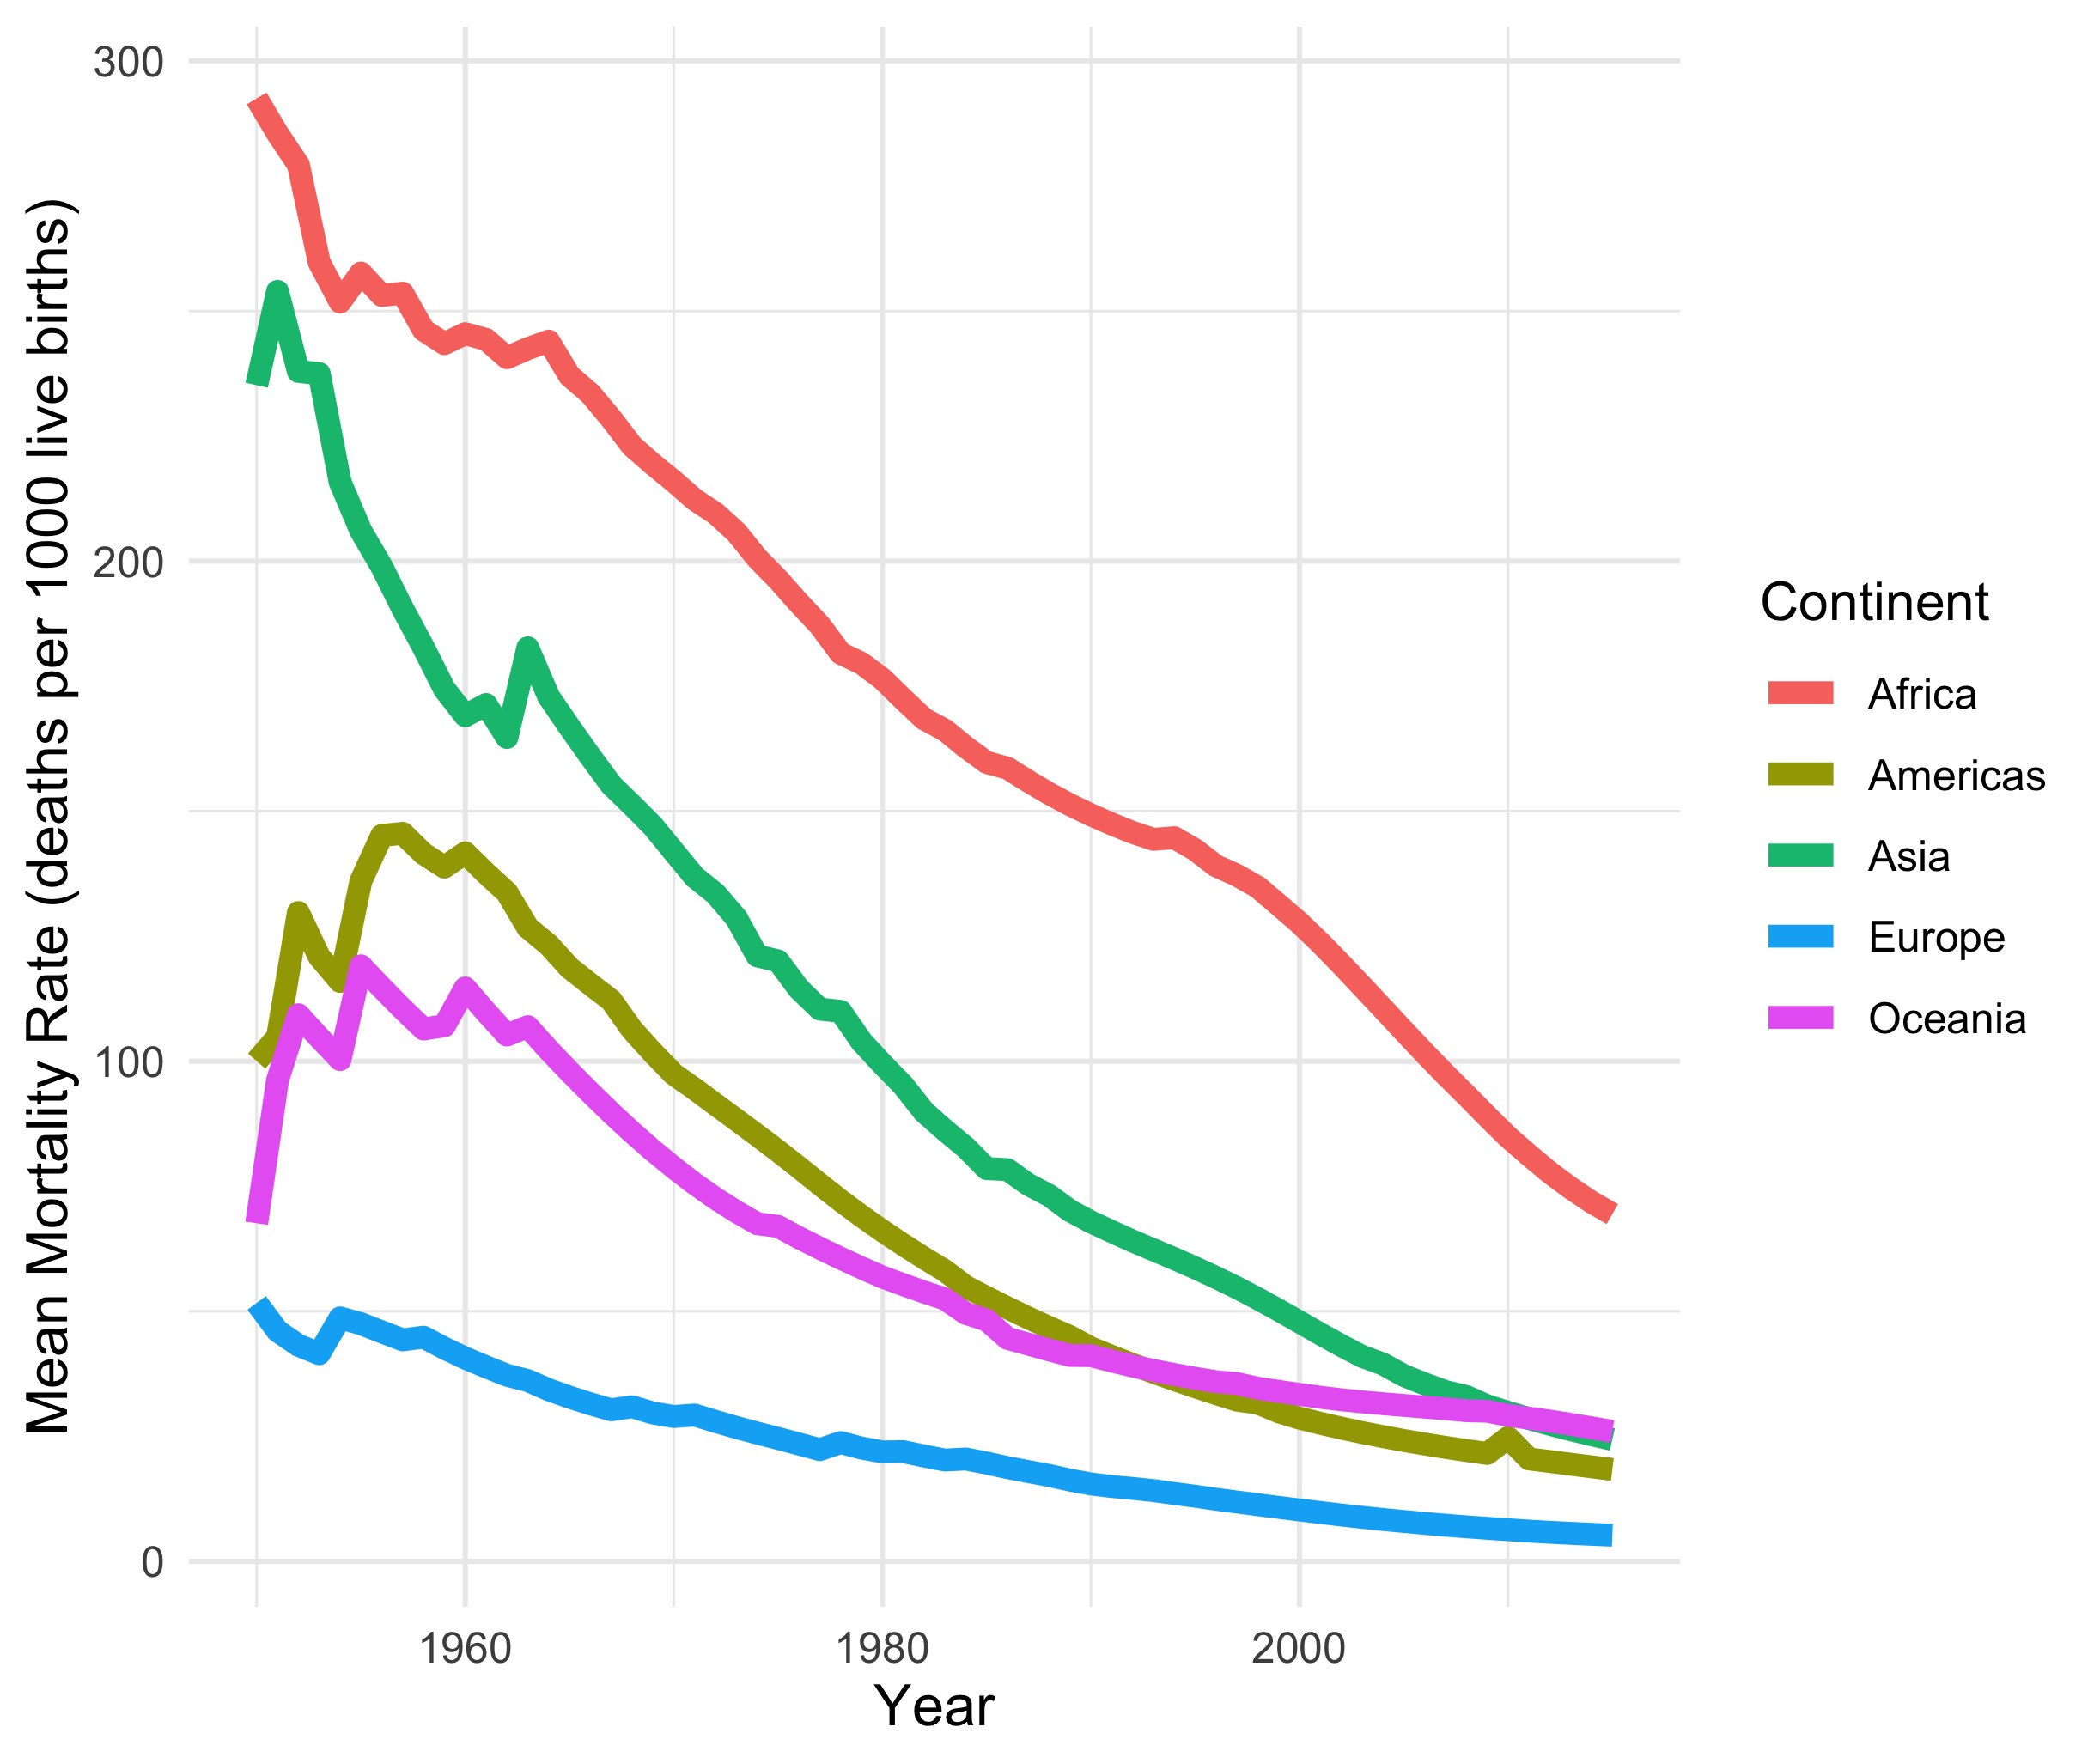 300
200
100
0
Mean Mortality Rate (deaths per 1000 live births)
1960
1980
2000
Year
Continent
Africa
Americas
Asia
Europe
Oceania